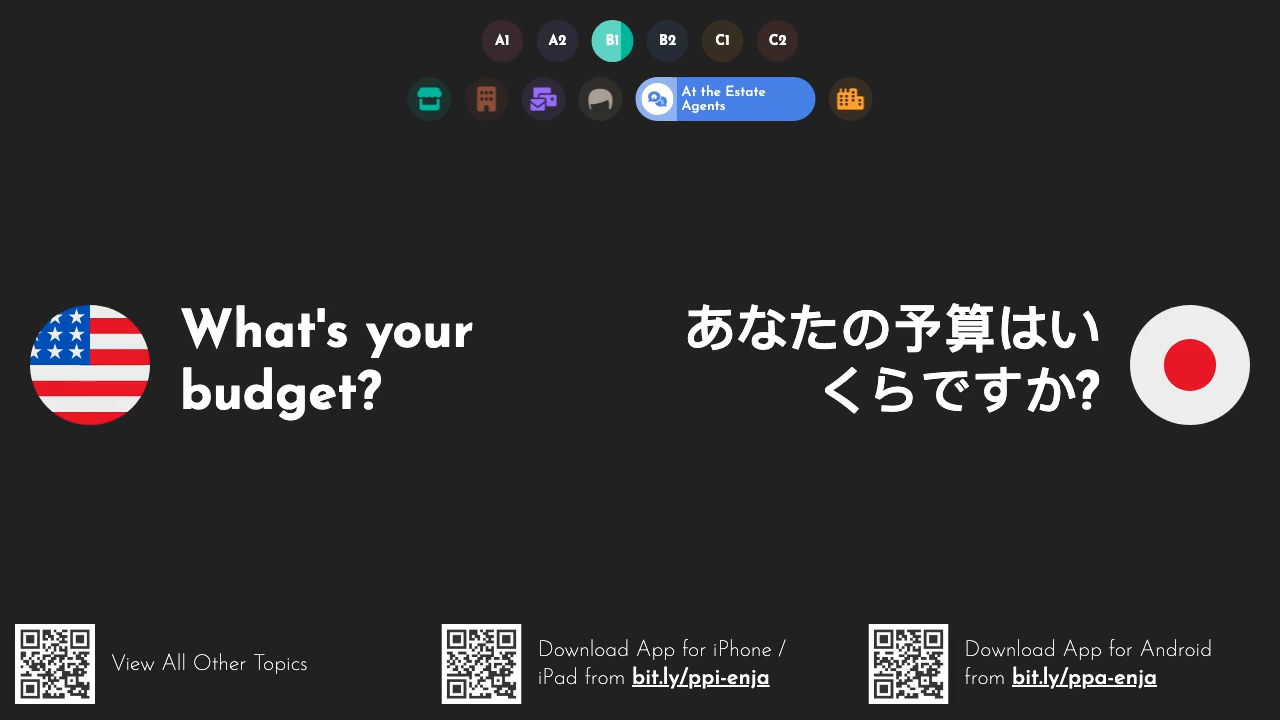 A1
A2
B1
B2
C1
C2
At the Estate
Agents
What's your
budget?
あなたの予算はい
くらですか?
View All Other Topics
Download App for iPhone /
iPad from bit.ly/ppi-enja
Download App for Android
from bit.ly/ppa-enja